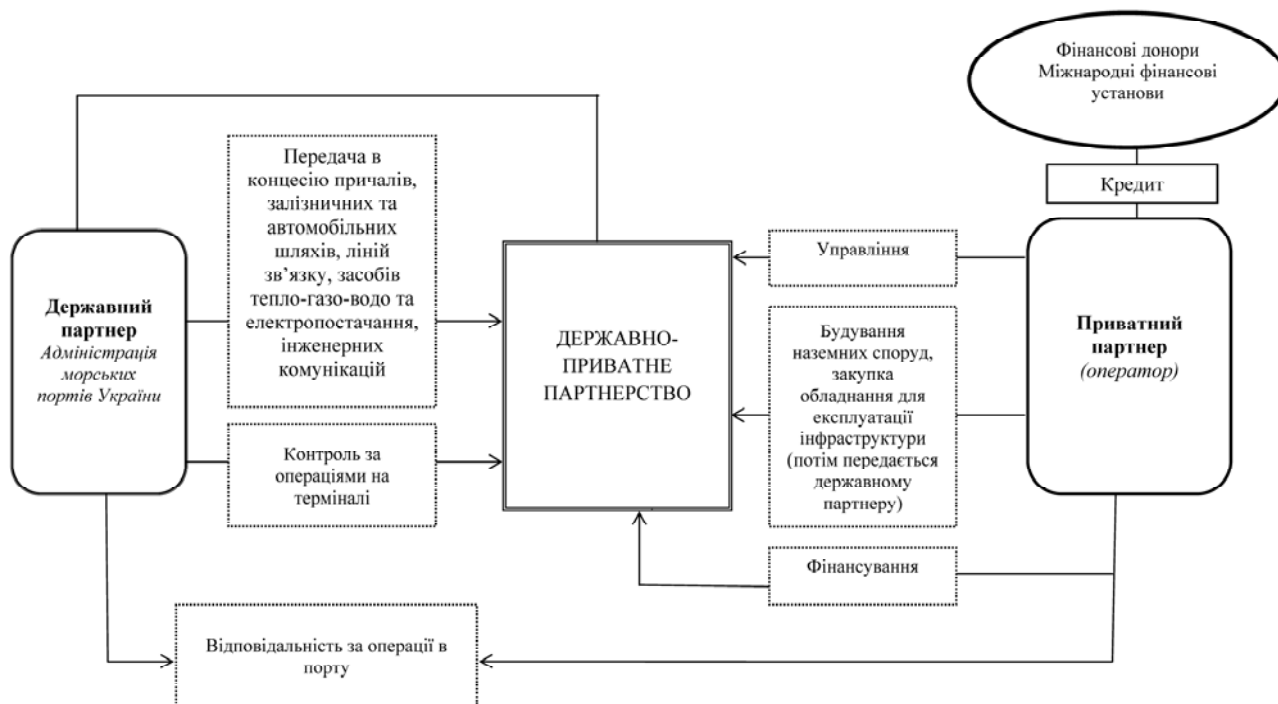 Фінансові донори
Міжнародні фінансові
установи
Кредит
Передача в
концесію причалів,
залізничних та
автомобільних
шляхів, ліній
зв’язку, засобів
тепло-газо-водо та
електропостачання,
інженерних
комунікацій
Державний
партнер
Адміністрація
морських
портів України
Контроль за
операціями на
терміналі
ДЕРЖАВНО-
ПРИВАТНЕ
ПАРТНЕРСТВО
Управління
Будування
наземних споруд,
закупка
обладнання для
експлуатації
інфраструктури
(потім передається
державному
партнеру)
Фінансування
Приватний
партнер
(оператор)
Відповідальність за операції в
порту